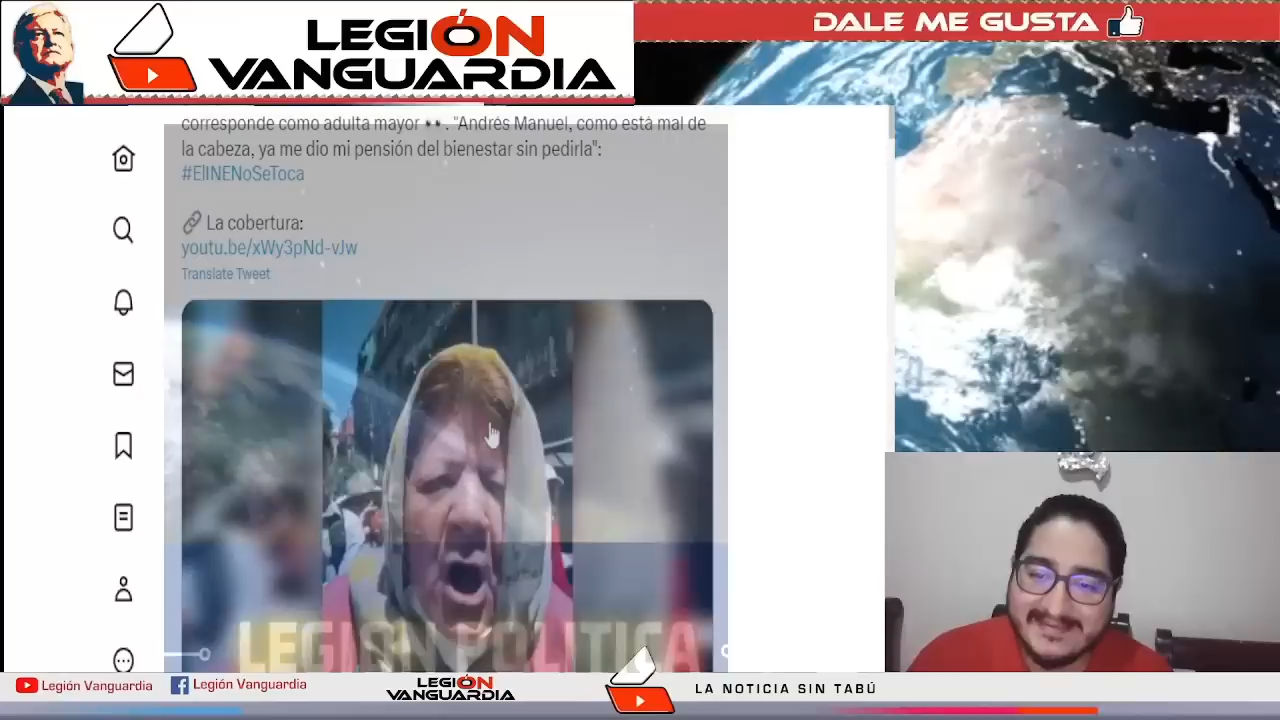 LEGIÓN
VANGUARDIA
DALE ME GUSTA
corresponde como adulta mayor 👀. "Andrés Manuel, como está mal de
la cabeza, ya me dio mi pensión del bienestar sin pedirla":
#ElINENoSeToca
🔗 La cobertura:
youtu.be/xWy3pNd-vJw
Translate Tweet
LEGIÓN POLITICA
Legión Vanguardia
Legión Vanguardia
LEGIÓN
VANGUARDIA
LA NOTICIA SIN TABÚ